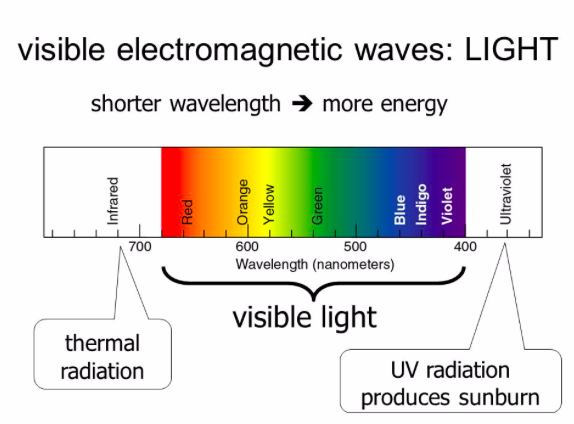 visible electromagnetic waves: LIGHT
shorter wavelength ➔ more energy
Infrared
Red
Orange
Yellow
Green
Blue
Indigo
Violet
Ultraviolet
700 600 500 400
Wavelength (nanometers)
visible light
thermal
radiation
UV radiation
produces sunburn